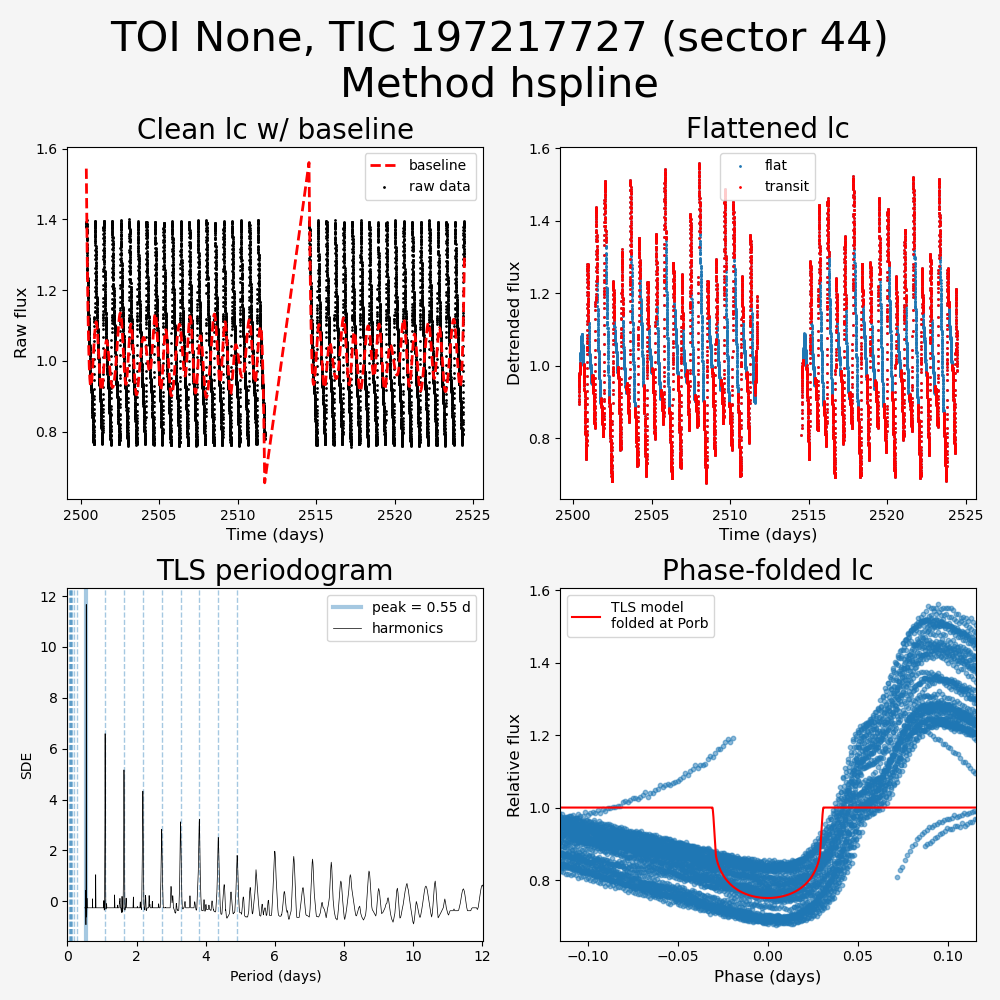 TOI None, TIC 197217727 (sector 44)
Method hspline
Clean lc w/ baseline
Flattened lc
baseline
raw data
flat
transit
1.6
1.4
1.2
1.0
0.8
Raw flux
2500
2505
2510
2515
2520
2525
Time (days)
1.6
1.4
1.2
1.0
0.8
Detrended flux
2500
2505
2510
2515
2520
2525
Time (days)
TLS periodogram
Phase-folded lc
peak = 0.55 d
harmonics
12
10
8
6
4
2
0
SDE
0
2
4
6
8
10
12
Period (days)
TLS model
folded at Porb
1.6
1.4
1.2
1.0
0.8
Relative flux
−0.10
−0.05
0.00
0.05
0.10
Phase (days)